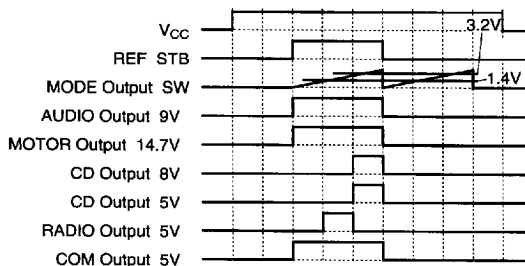 V_CC
3.2V
REF STB
1.4V
MODE Output SW
AUDIO Output 9V
MOTOR Output 14.7V
CD Output 8V
CD Output 5V
RADIO Output 5V
COM Output 5V